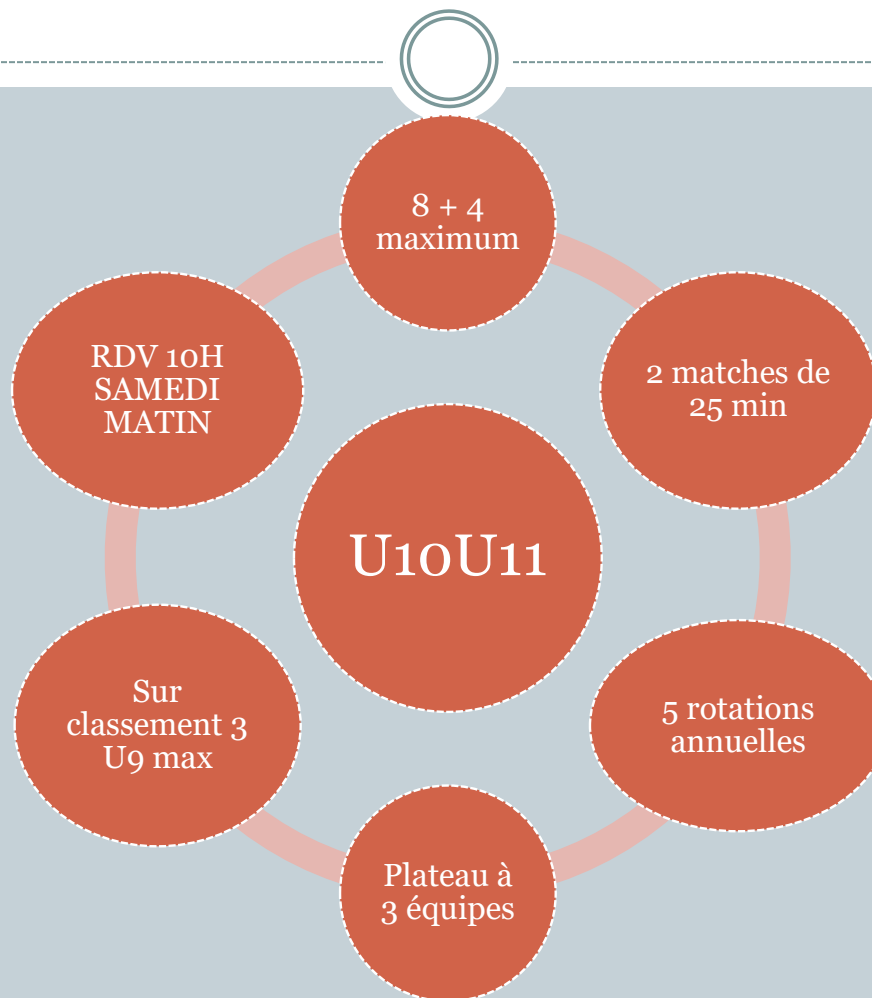 8 + 4
maximum
2 matches de
25 min
5 rotations
annuelles
Plateau à
3 équipes
Sur
classement 3
U9 max
RDV 10H
SAMEDI
MATIN
U10U11